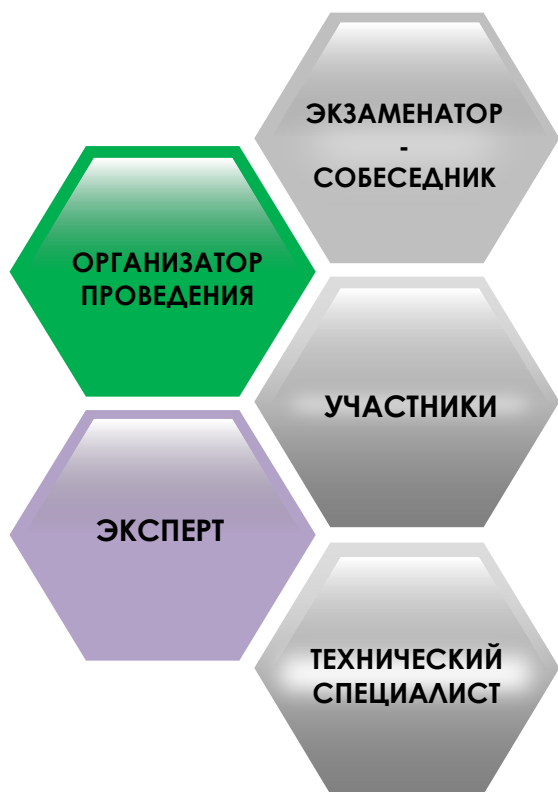 ЭКЗАМЕНАТОР
-
СОБЕСЕДНИК
ОРГАНИЗАТОР
ПРОВЕДЕНИЯ
УЧАСТНИКИ
ЭКСПЕРТ
ТЕХНИЧЕСКИЙ
СПЕЦИАЛИСТ